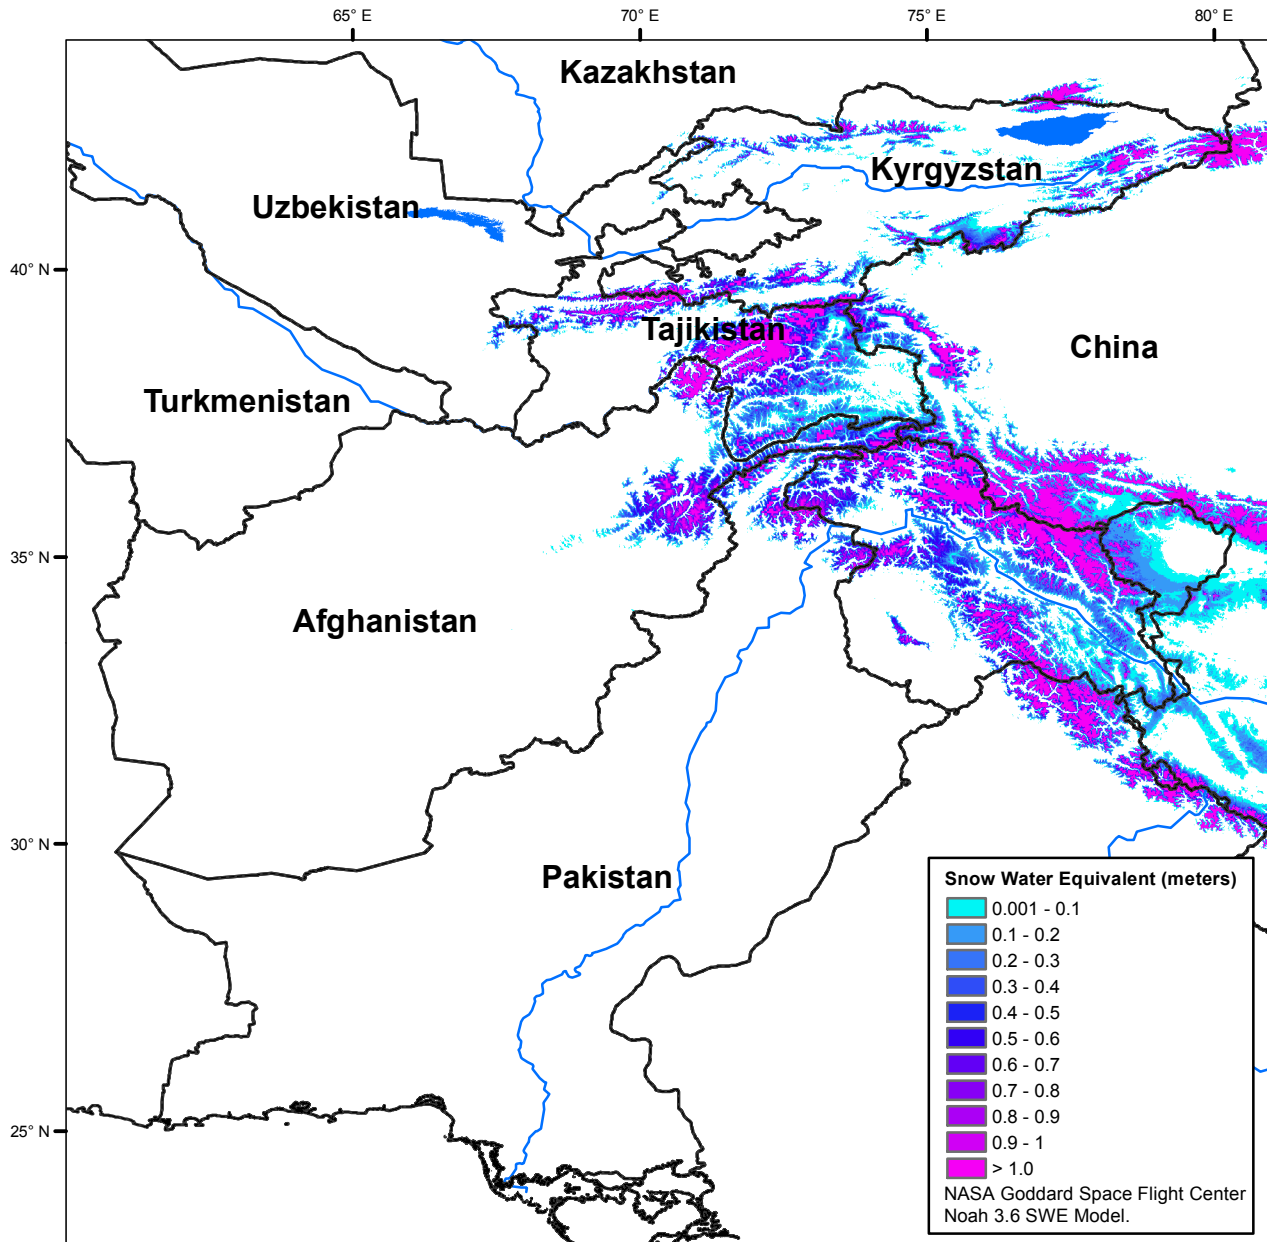 65° E
70° E
75° E
80° E
Kazakhstan
Kyrgyzstan
Uzbekistan
40° N
Tajikistan
China
Turkmenistan
35° N
Afghanistan
30° N
Pakistan
25° N
Snow Water Equivalent (meters)
0.001 - 0.1
0.1 - 0.2
0.2 - 0.3
0.3 - 0.4
0.4 - 0.5
0.5 - 0.6
0.6 - 0.7
0.7 - 0.8
0.8 - 0.9
0.9 - 1
> 1.0
NASA Goddard Space Flight Center
Noah 3.6 SWE Model.